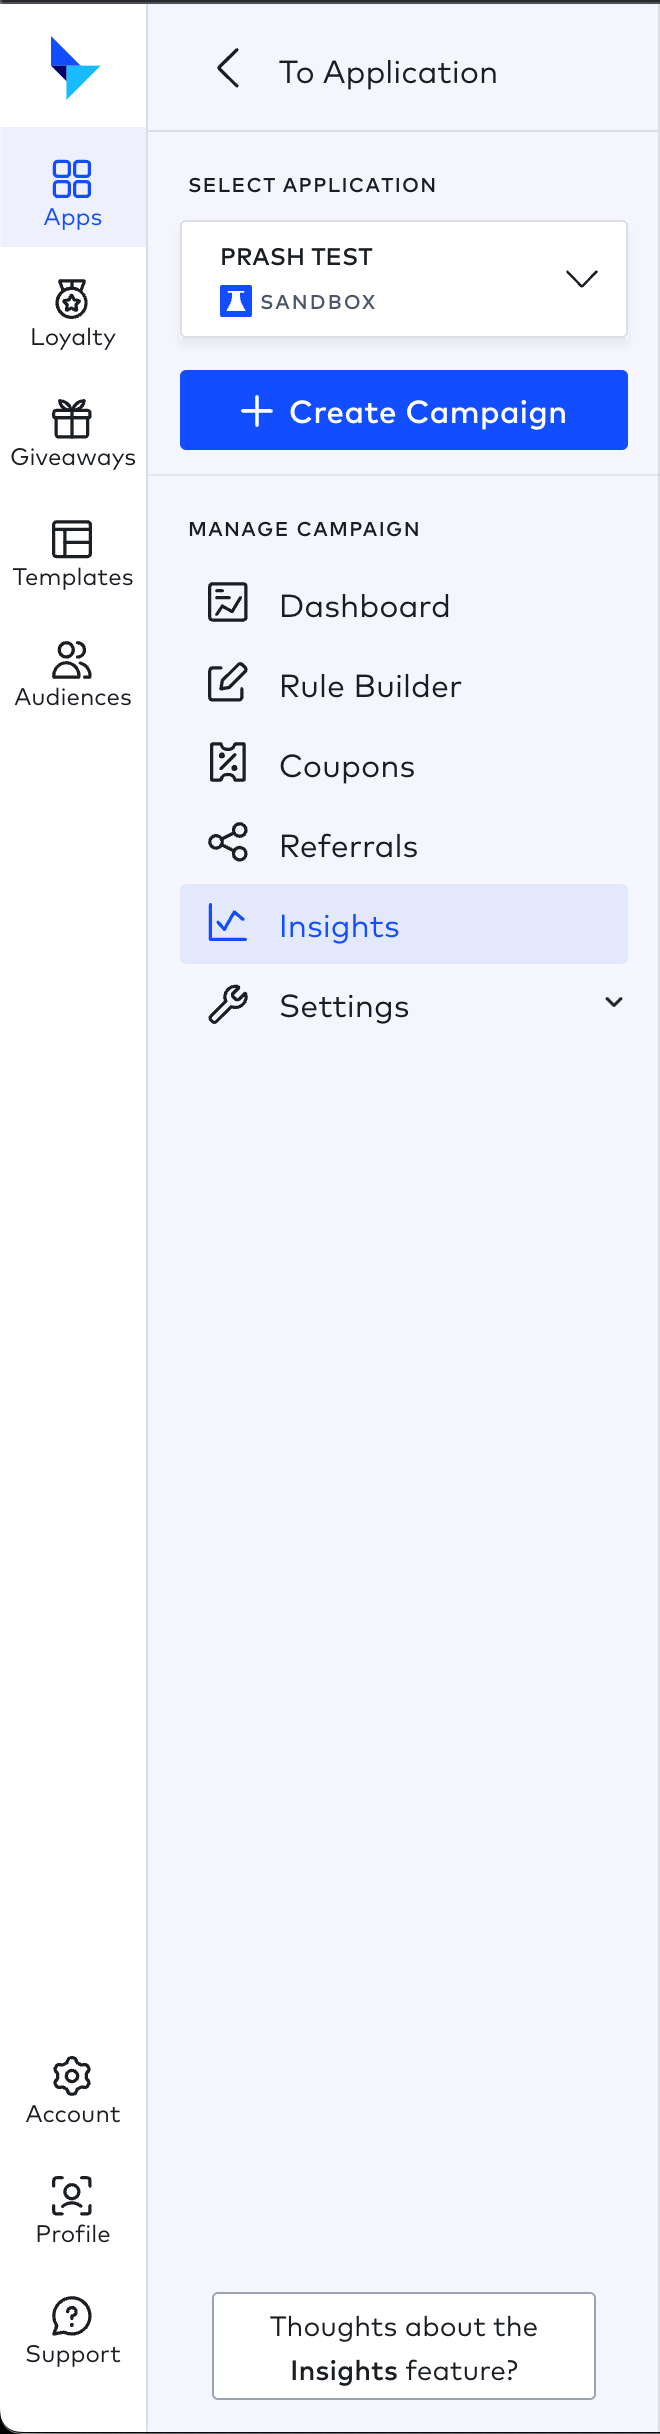 Apps
Loyalty
Giveaways
Templates
Audiences
Account
Profile
Support
To Application
SELECT APPLICATION
PRASH TEST
SANDBOX
Create Campaign
MANAGE CAMPAIGN
Dashboard
Rule Builder
Coupons
Referrals
Insights
Settings
Thoughts about the
Insights feature?